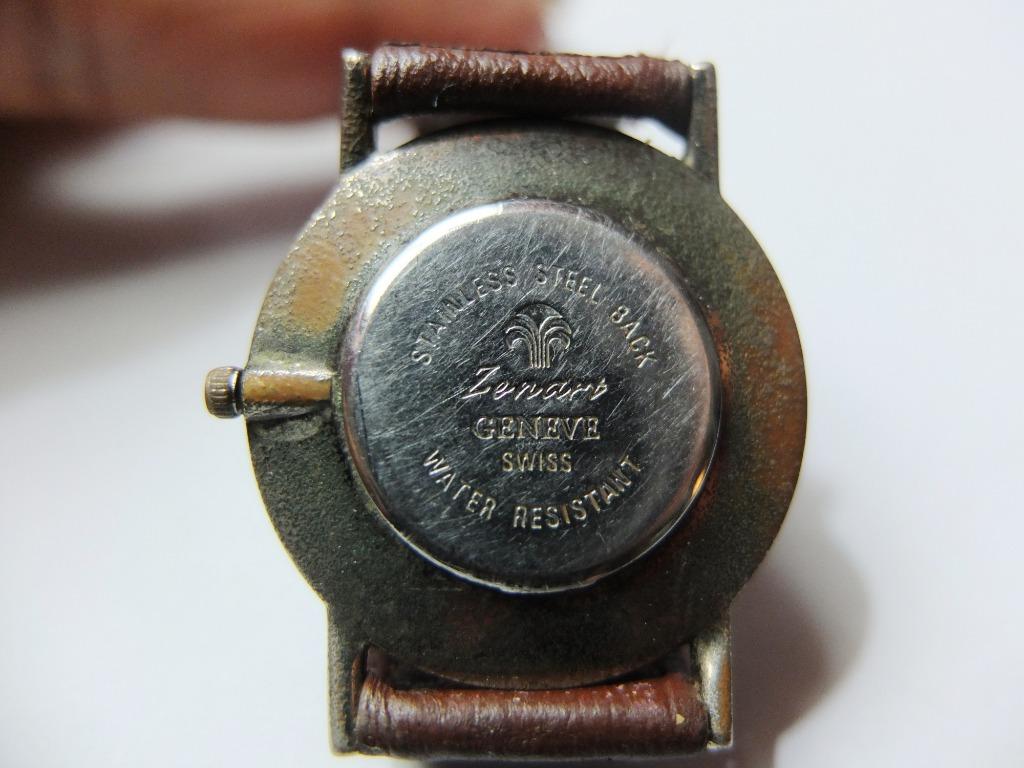 STAINLESS STEEL BACK
Zenart
GENEVE
SWISS
WATER RESISTANT